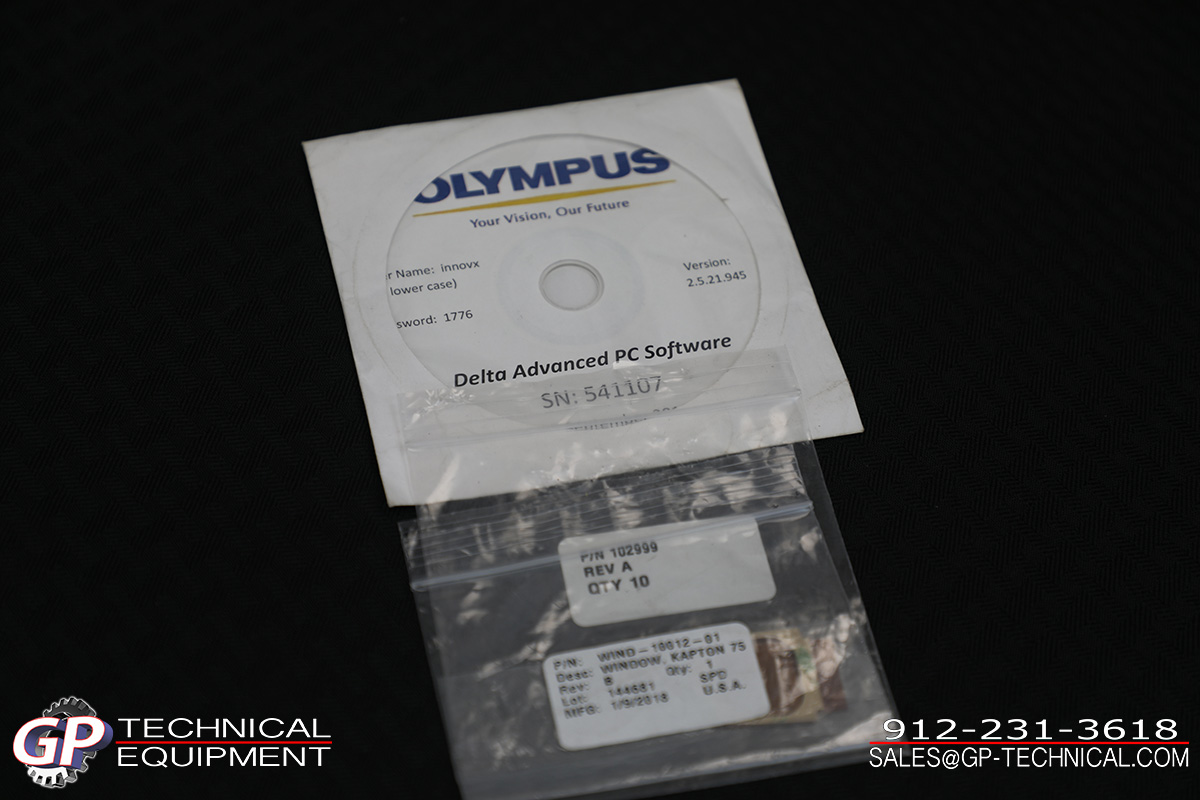 OLYMPUS
Your Vision, Our Future
r Name: innovx
lower case)
sword: 1776
Version:
2.5.21.945
Delta Advanced PC Software
SN: 541107
P/N 102999
REV A
QTY 10
P/N: WIND-10012-01
Desc: WINDOW, KAPTON 75
Rev: B Qty: 1
Lot: 144681 SPD
MFG: 1/9/2018 U.S.A.
GP TECHNICAL
EQUIPMENT
912-231-3618
SALES@GP-TECHNICAL.COM